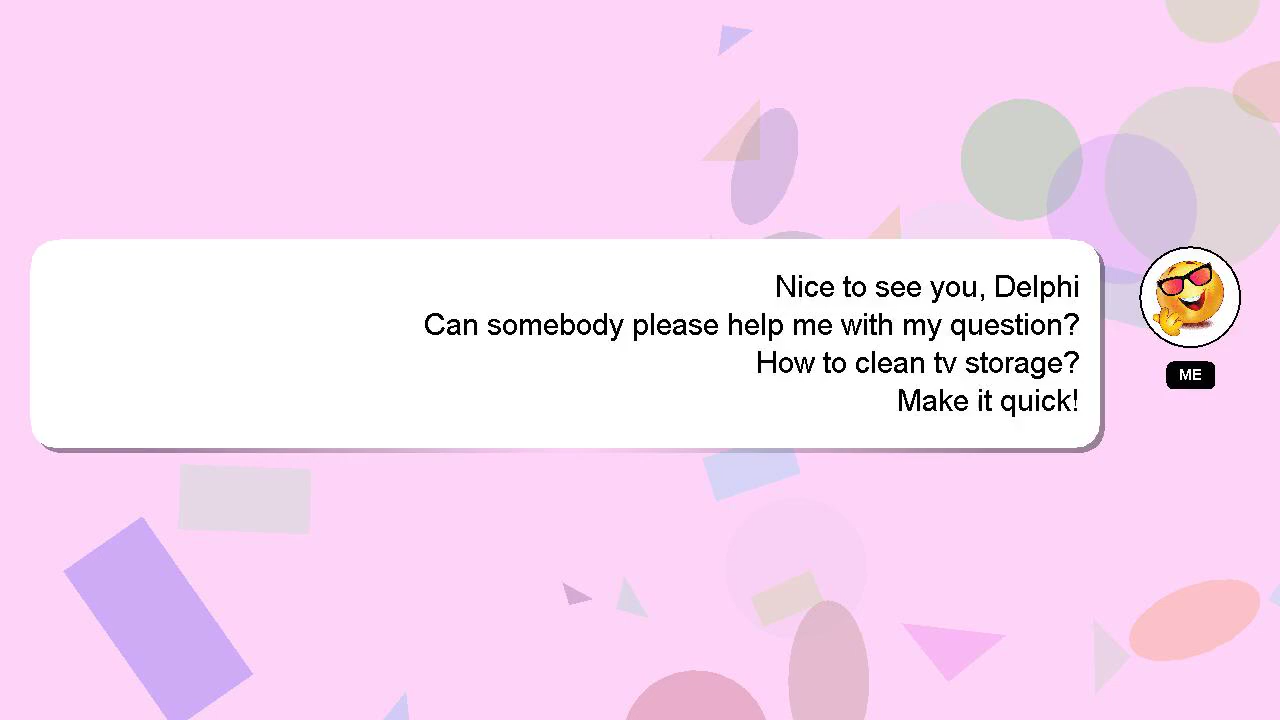 Nice to see you, Delphi
Can somebody please help me with my question?
How to clean tv storage?
Make it quick!
ME